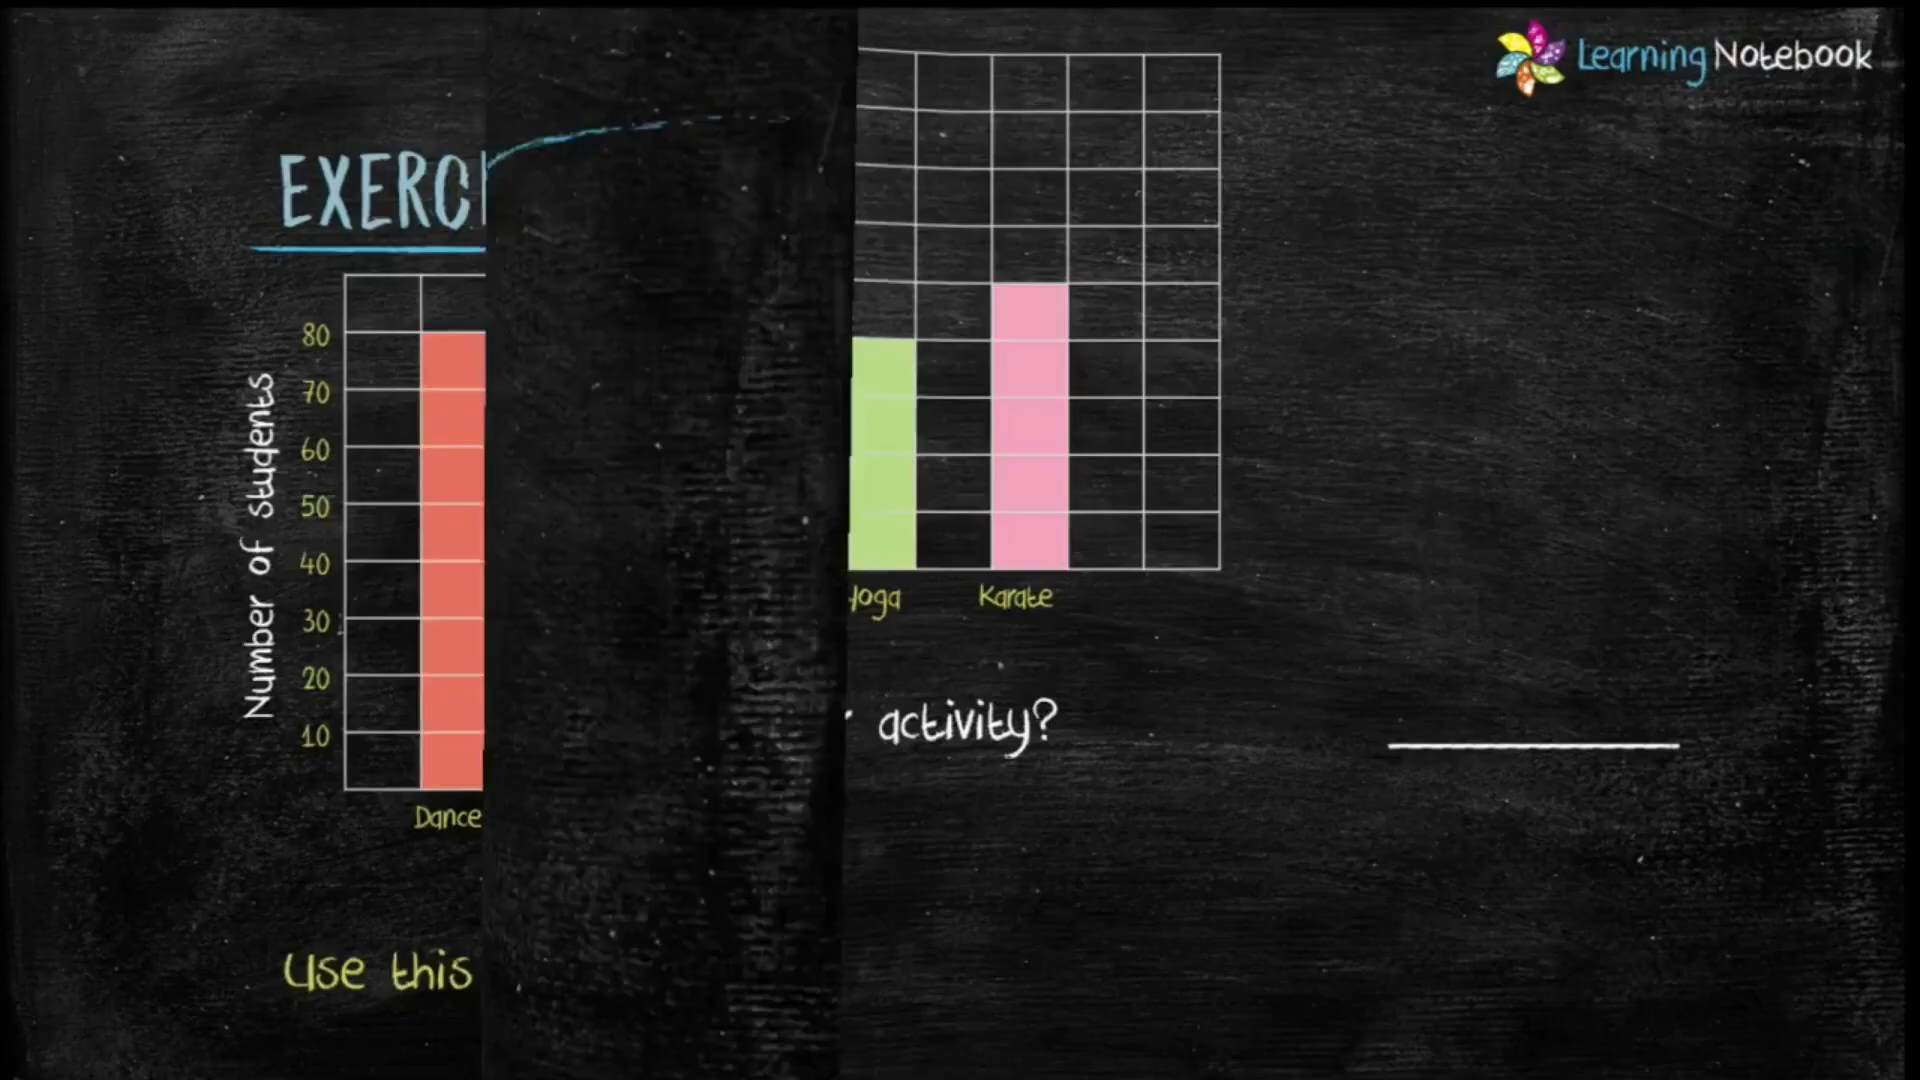 Learning Notebook
EXERC
80
70
60
50
40
30
20
10
Number of students
Dance
Yoga
Karate
activity?
Use this